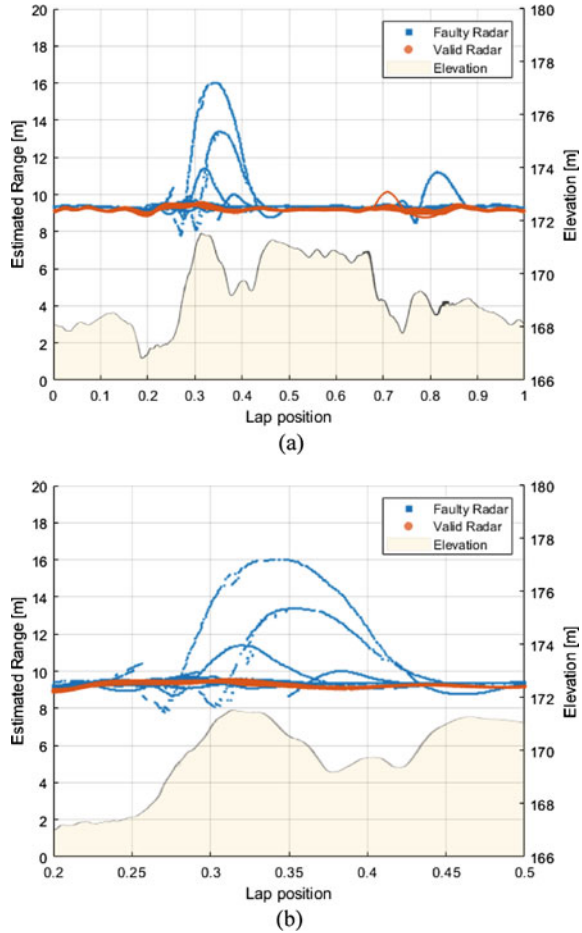 20
18
16
14
12
10
8
6
4
2
0
Estimated Range [m]
180
178
176
174
172
170
168
166
Elevation [m]
Faulty Radar
Valid Radar
Elevation
0 0.1 0.2 0.3 0.4 0.5 0.6 0.7 0.8 0.9 1
Lap position
(a)
20
18
16
14
12
10
8
6
4
2
0
Estimated Range [m]
180
178
176
174
172
170
168
166
Elevation [m]
Faulty Radar
Valid Radar
Elevation
0.2 0.25 0.3 0.35 0.4 0.45 0.5
Lap position
(b)